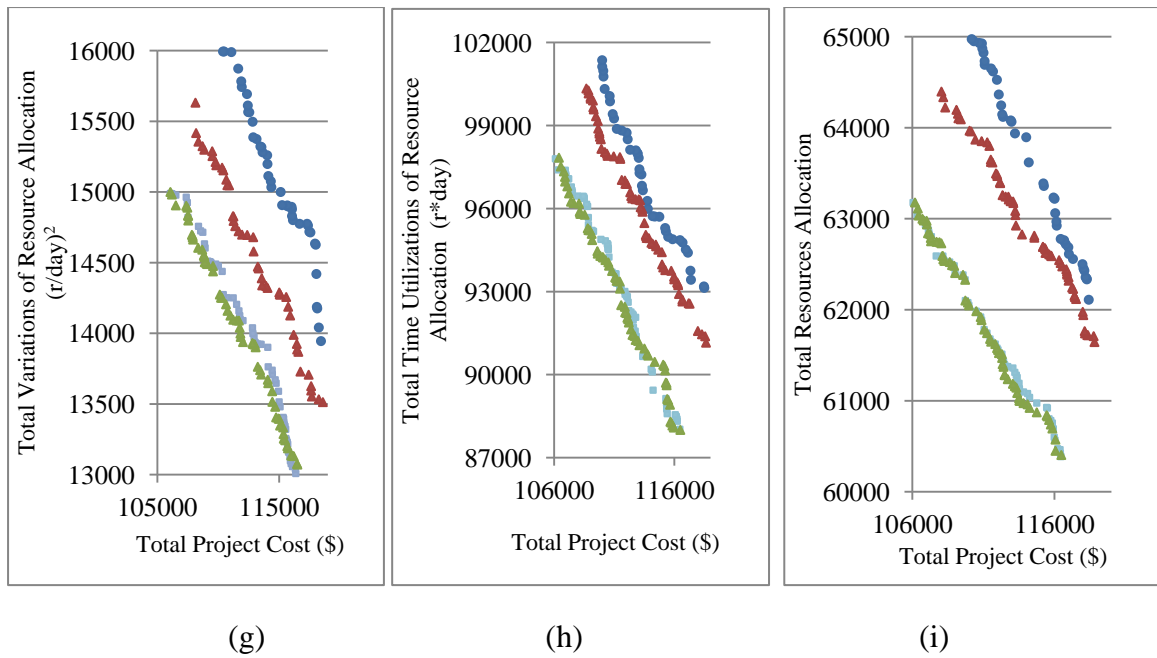 Total Variations of Resource Allocation
(r/day)²
16000
15500
15000
14500
14000
13500
13000
105000 115000
Total Project Cost ($)
Total Time Utilizations of Resource
Allocation (r*day)
102000
99000
96000
93000
90000
87000
106000 116000
Total Project Cost ($)
Total Resources Allocation
65000
64000
63000
62000
61000
60000
106000 116000
Total Project Cost ($)
(g) (h) (i)